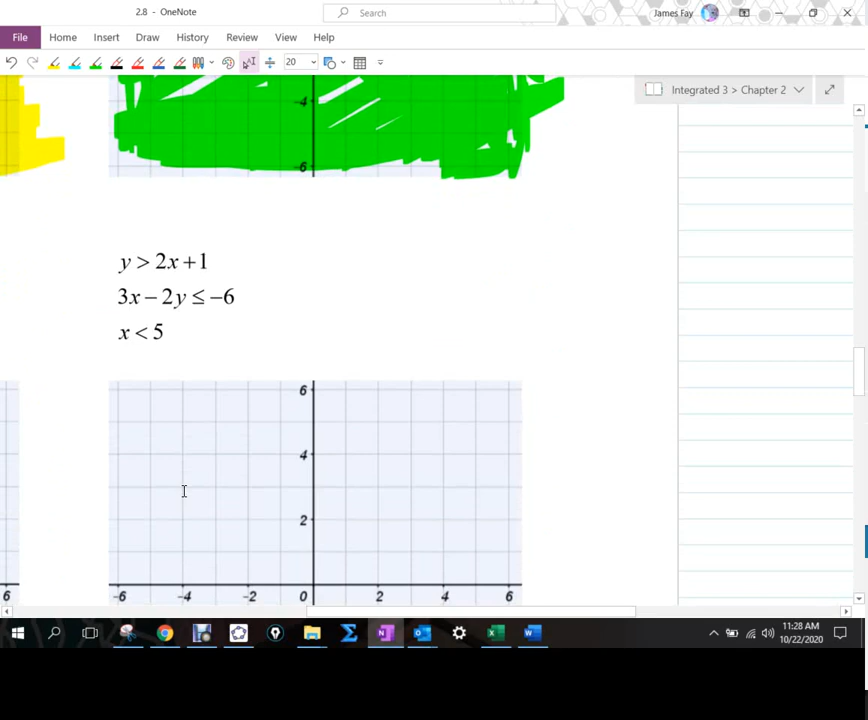 2.8 - OneNote
Search
James Fay
File Home Insert Draw History Review View Help
20
Integrated 3 > Chapter 2
-4
-6
y > 2x + 1
3x − 2y ≤ −6
x < 5
6
4
2
6 -6 -4 -2 0 2 4 6
11:28 AM
10/22/2020